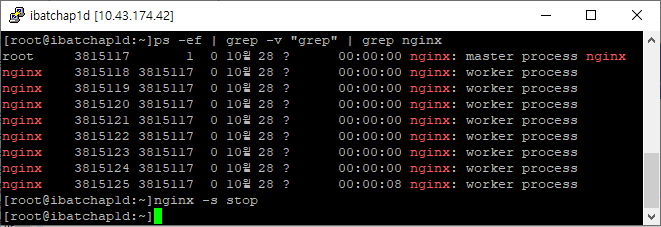 ibatchap1d [10.43.174.42]
[root@ibatchap1d:~]ps -ef | grep -v "grep" | grep nginx
root     3815117       1  0 10월 28 ?      00:00:00 nginx: master process nginx
nginx    3815118 3815117  0 10월 28 ?      00:00:00 nginx: worker process
nginx    3815119 3815117  0 10월 28 ?      00:00:00 nginx: worker process
nginx    3815120 3815117  0 10월 28 ?      00:00:00 nginx: worker process
nginx    3815121 3815117  0 10월 28 ?      00:00:00 nginx: worker process
nginx    3815122 3815117  0 10월 28 ?      00:00:00 nginx: worker process
nginx    3815123 3815117  0 10월 28 ?      00:00:00 nginx: worker process
nginx    3815124 3815117  0 10월 28 ?      00:00:00 nginx: worker process
nginx    3815125 3815117  0 10월 28 ?      00:00:08 nginx: worker process
[root@ibatchap1d:~]nginx -s stop
[root@ibatchap1d:~]